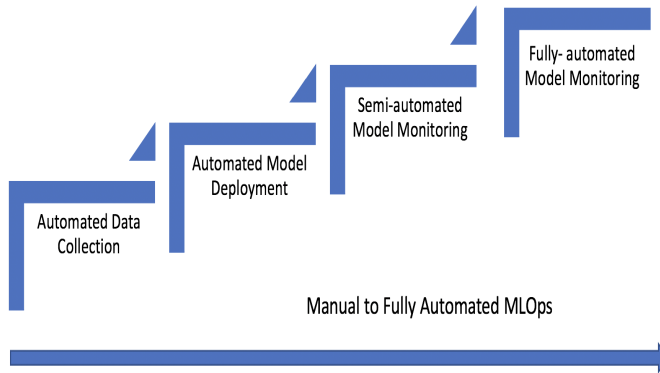 Automated Data
Collection
Automated Model
Deployment
Semi-automated
Model Monitoring
Fully- automated
Model Monitoring
Manual to Fully Automated MLOps